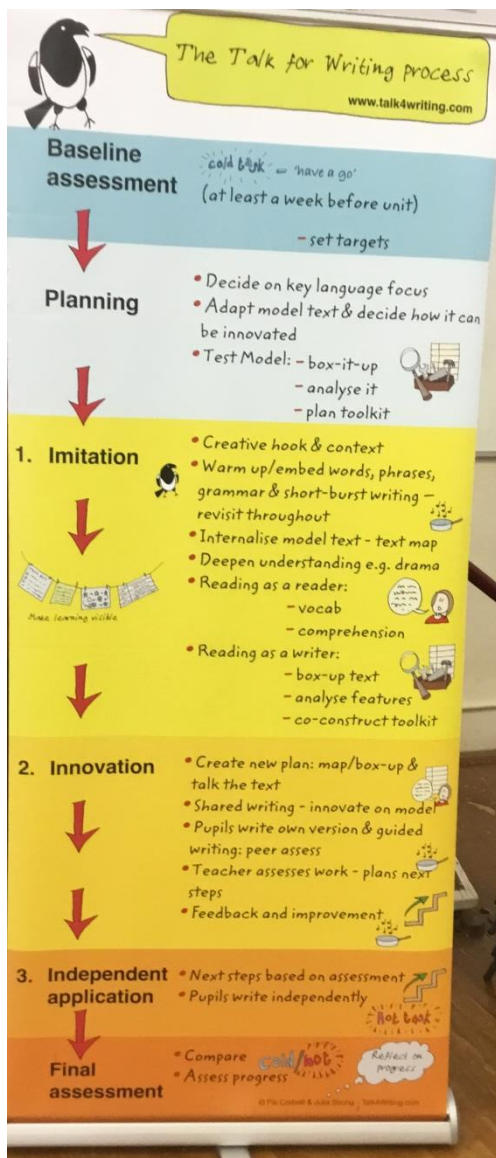 The Talk for Writing process
www.talk4writing.com
Baseline
assessment
cold task – 'have a go'
(at least a week before unit)
– set targets
Planning
• Decide on key language focus
• Adapt model text & decide how it can
be innovated
• Test Model: – box-it-up
– analyse it
– plan toolkit
1. Imitation
• Creative hook & context
• Warm up/embed words, phrases,
grammar & short-burst writing –
revisit throughout
• Internalise model text - text map
• Deepen understanding e.g. drama
• Reading as a reader:
– vocab
– comprehension
• Reading as a writer:
– box-up text
– analyse features
– co-construct toolkit
Make learning visible
2. Innovation
• Create new plan: map/box-up &
talk the text
• Shared writing - innovate on model
• Pupils write own version & guided
writing: peer assess
• Teacher assesses work - plans next
steps
• Feedback and improvement
3. Independent
application
• Next steps based on assessment
• Pupils write independently
Hot task
Final
assessment
• Compare cold/hot
• Assess progress
Reflect on
progress
© Pie Corbett & Julia Strong - Talk4Writing.com